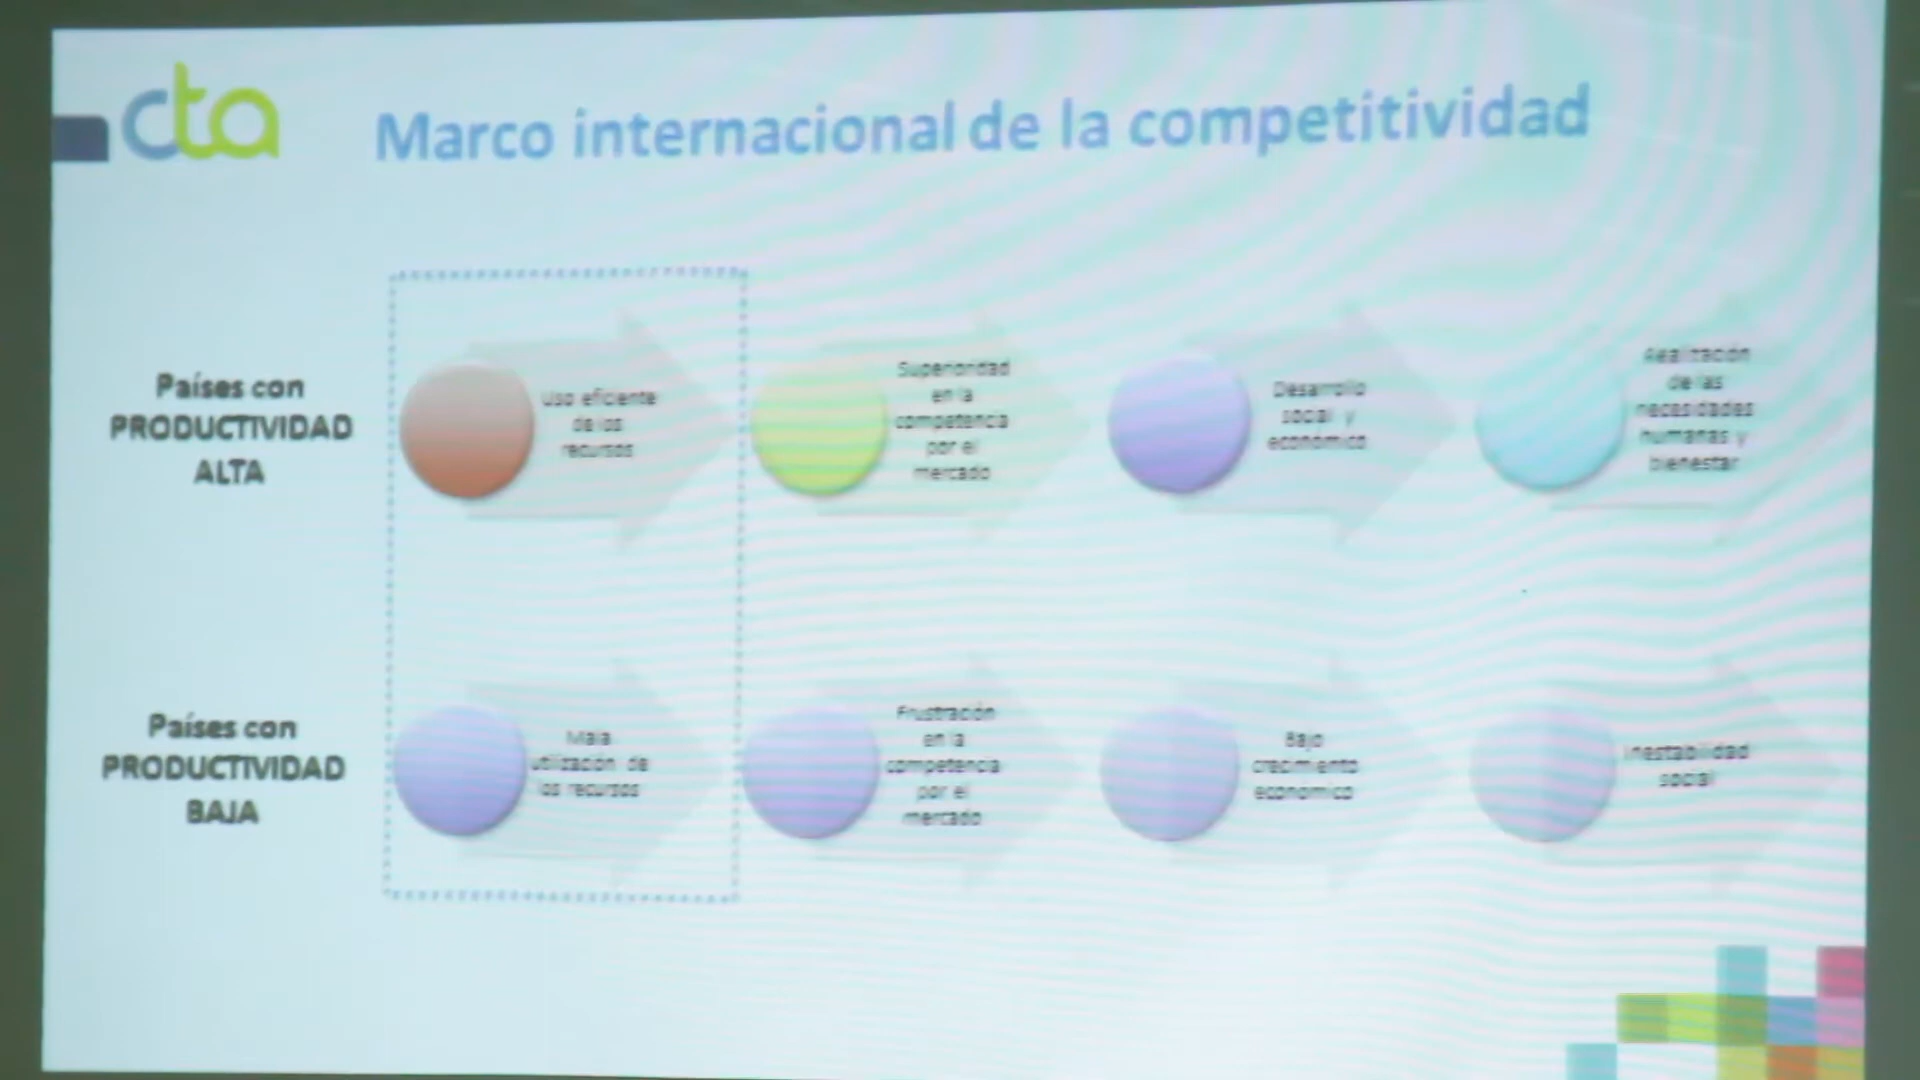 cta
Marco internacional de la competitividad
Países con
PRODUCTIVIDAD
ALTA
Uso eficiente
de los
recursos
Superioridad
en la
competencia
por el
mercado
Desarrollo
social y
económico
Realización
de las
necesidades
humanas y
bienestar
Países con
PRODUCTIVIDAD
BAJA
Mala
utilización de
los recursos
Frustración
en la
competencia
por el
mercado
Bajo
crecimiento
económico
Inestabilidad
social